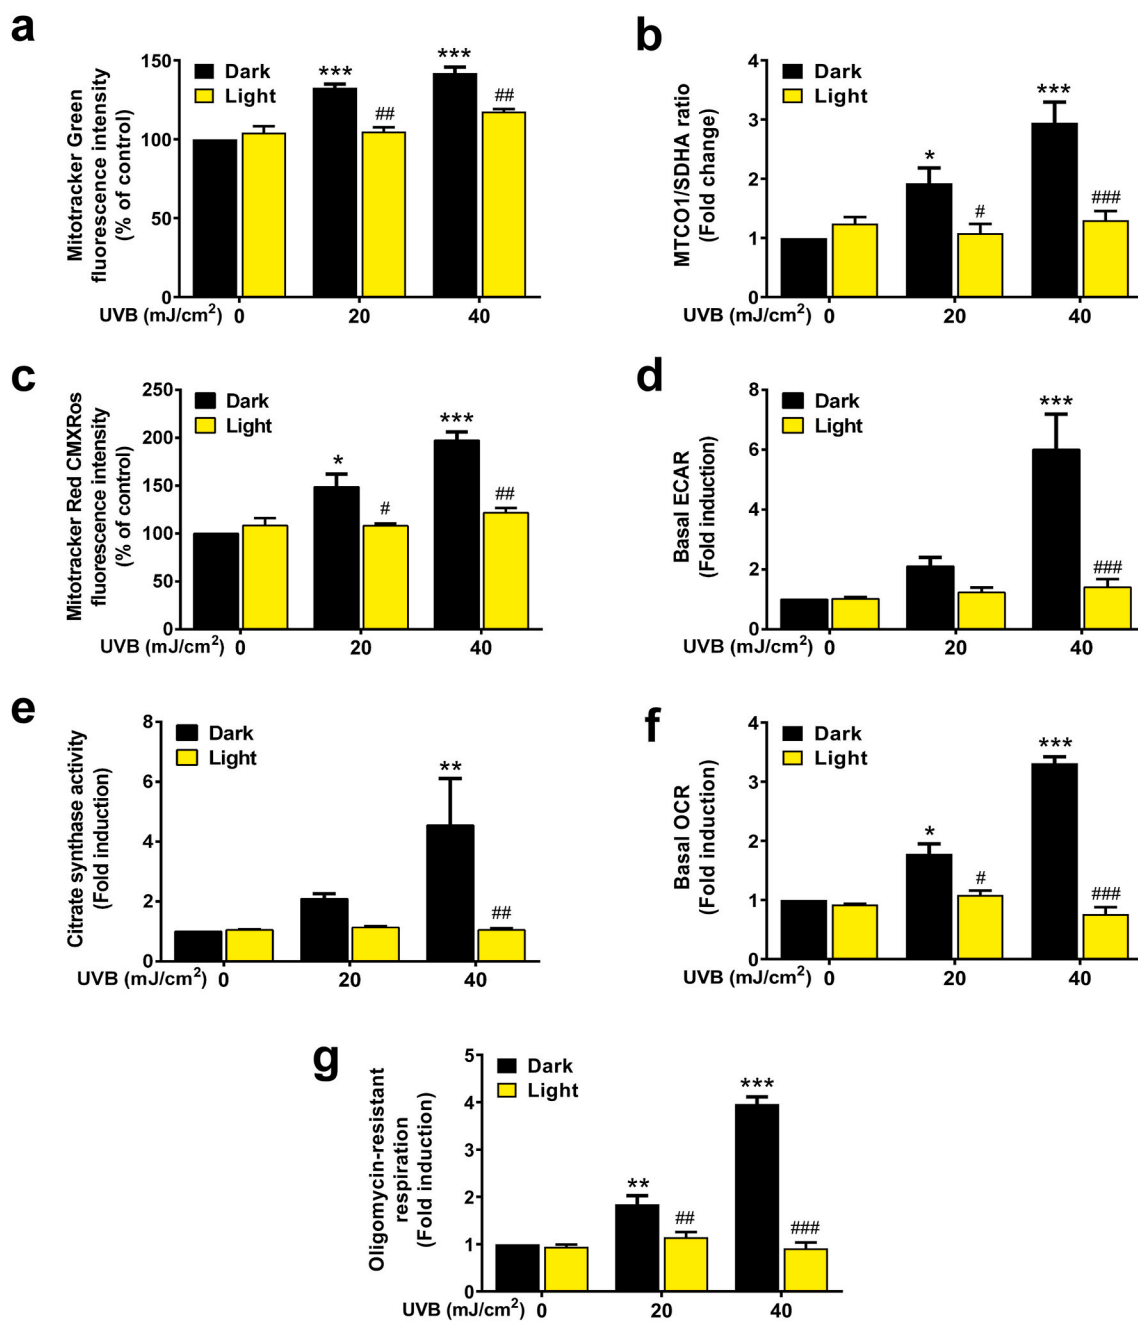 a
Mitotracker Green
fluorescence intensity
(% of control)
150
100
50
0
Dark
Light
***
##
***
##
UVB (mJ/cm²)
0
20
40
b
MTCO1/SDHA ratio
(Fold change)
4
3
2
1
0
Dark
Light
*
#
***
###
UVB (mJ/cm²)
0
20
40
c
Mitotracker Red CMXRos
fluorescence intensity
(% of control)
250
200
150
100
50
0
Dark
Light
*
#
***
##
UVB (mJ/cm²)
0
20
40
d
Basal ECAR
(Fold induction)
8
6
4
2
0
Dark
Light
***
###
UVB (mJ/cm²)
0
20
40
e
Citrate synthase activity
(Fold induction)
8
6
4
2
0
Dark
Light
**
##
UVB (mJ/cm²)
0
20
40
f
Basal OCR
(Fold induction)
4
3
2
1
0
Dark
Light
*
#
***
###
UVB (mJ/cm²)
0
20
40
g
Oligomycin-resistant
respiration
(Fold induction)
5
4
3
2
1
0
Dark
Light
**
##
***
###
UVB (mJ/cm²)
0
20
40